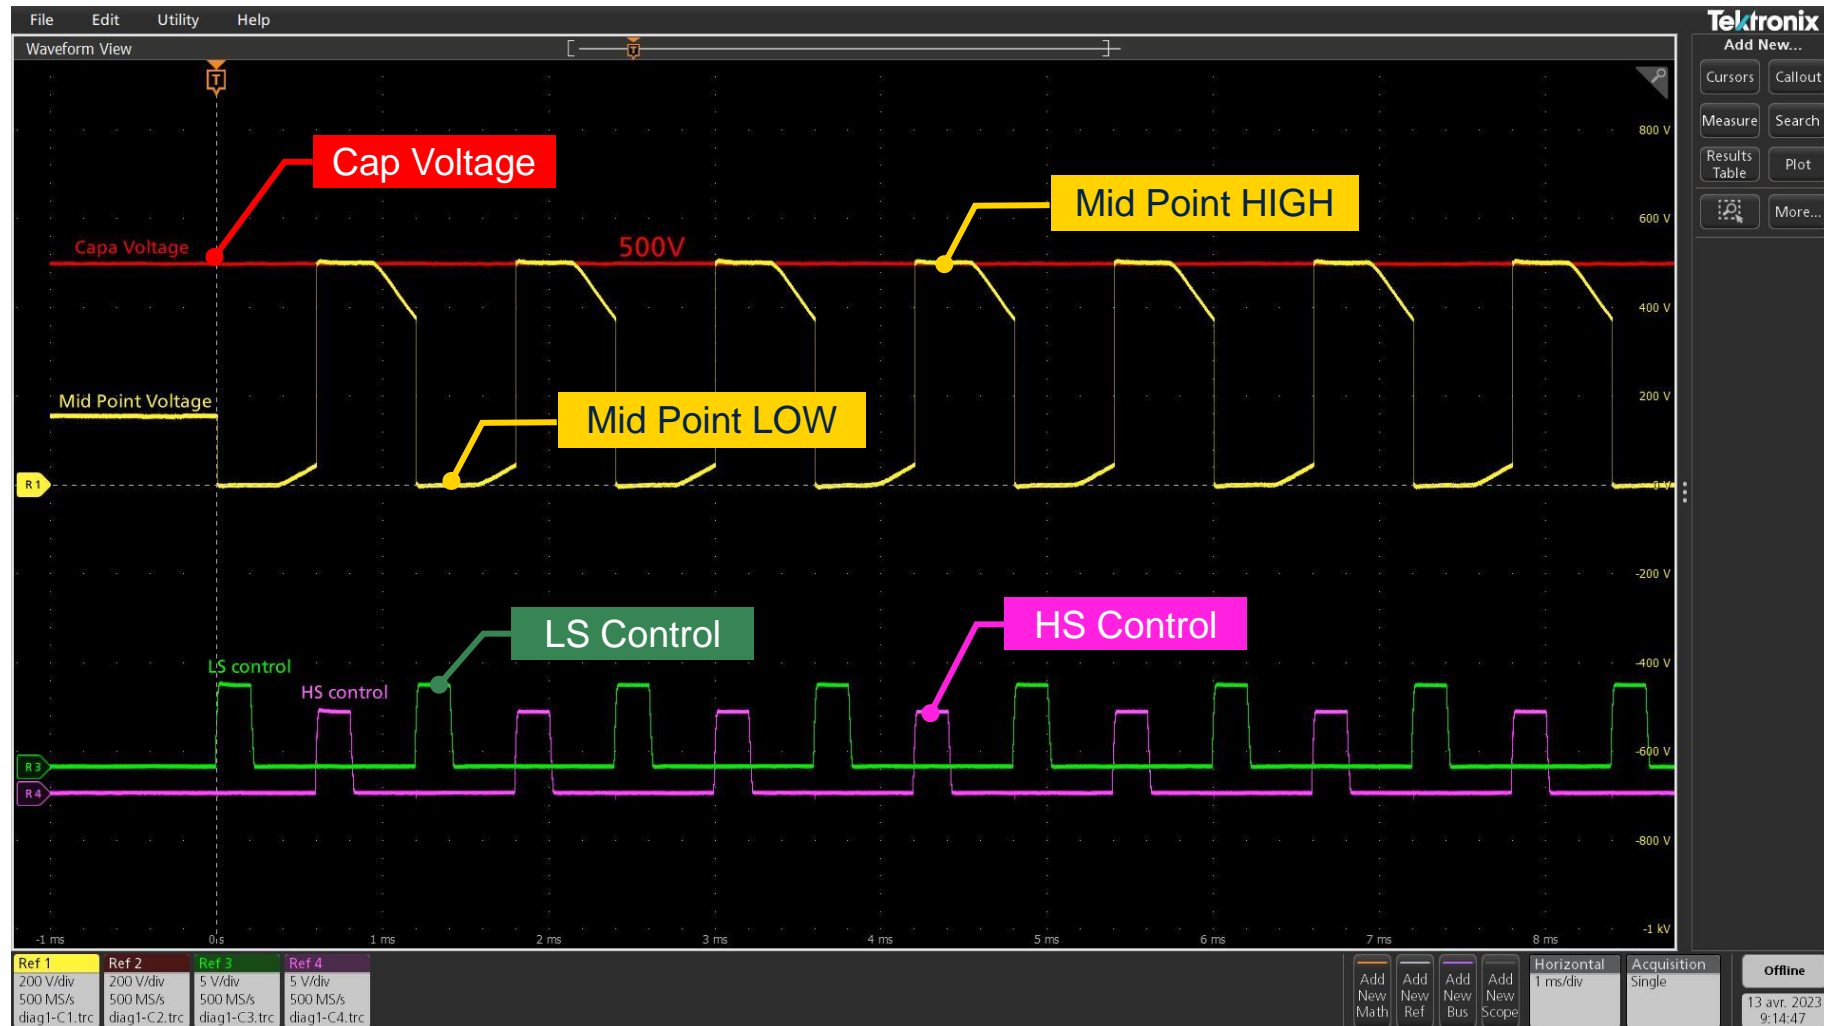 File Edit Utility Help
Tektronix
Waveform View
Add New...
T
T
Cursors Callout
Measure Search
Results Table Plot
More...
800 V
Cap Voltage
Mid Point HIGH
600 V
Capa Voltage
500V
400 V
Mid Point Voltage
200 V
Mid Point LOW
R 1
0 V
-200 V
LS Control
HS Control
LS control
-400 V
HS control
R 3
-600 V
R 4
-800 V
-1 kV
-1 ms 0 s 1 ms 2 ms 3 ms 4 ms 5 ms 6 ms 7 ms 8 ms
Ref 1 Ref 2 Ref 3 Ref 4
200 V/div 200 V/div 5 V/div 5 V/div
500 MS/s 500 MS/s 500 MS/s 500 MS/s
diag1-C1.trc diag1-C2.trc diag1-C3.trc diag1-C4.trc
Add New Math
Add New Ref
Add New Bus
Add New Scope
Horizontal
1 ms/div
Acquisition
Single
Offline
13 avr. 2023
9:14:47